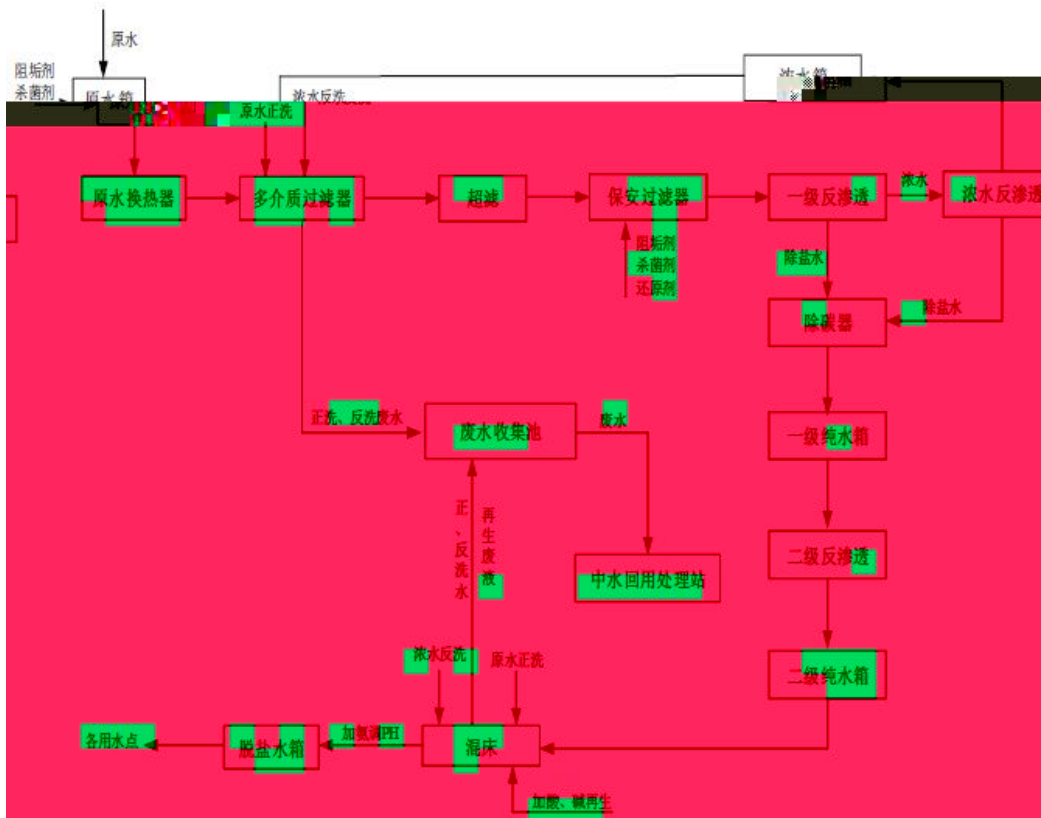 原水
阻垢剂
杀菌剂
原水箱
浓水反洗
浓水箱
原水正洗
原水换热器
多介质过滤器
超滤
保安过滤器
一级反渗透
浓水
浓水反渗透
阻垢剂
杀菌剂
还原剂
除盐水
除碳器
除盐水
正洗、反洗废水
废水收集池
废水
一级纯水箱
正、反洗水
再生废液
二级反渗透
中水回用处理站
浓水反洗
原水正洗
二级纯水箱
各用水点
脱盐水箱
加氨调PH
混床
加酸、碱再生